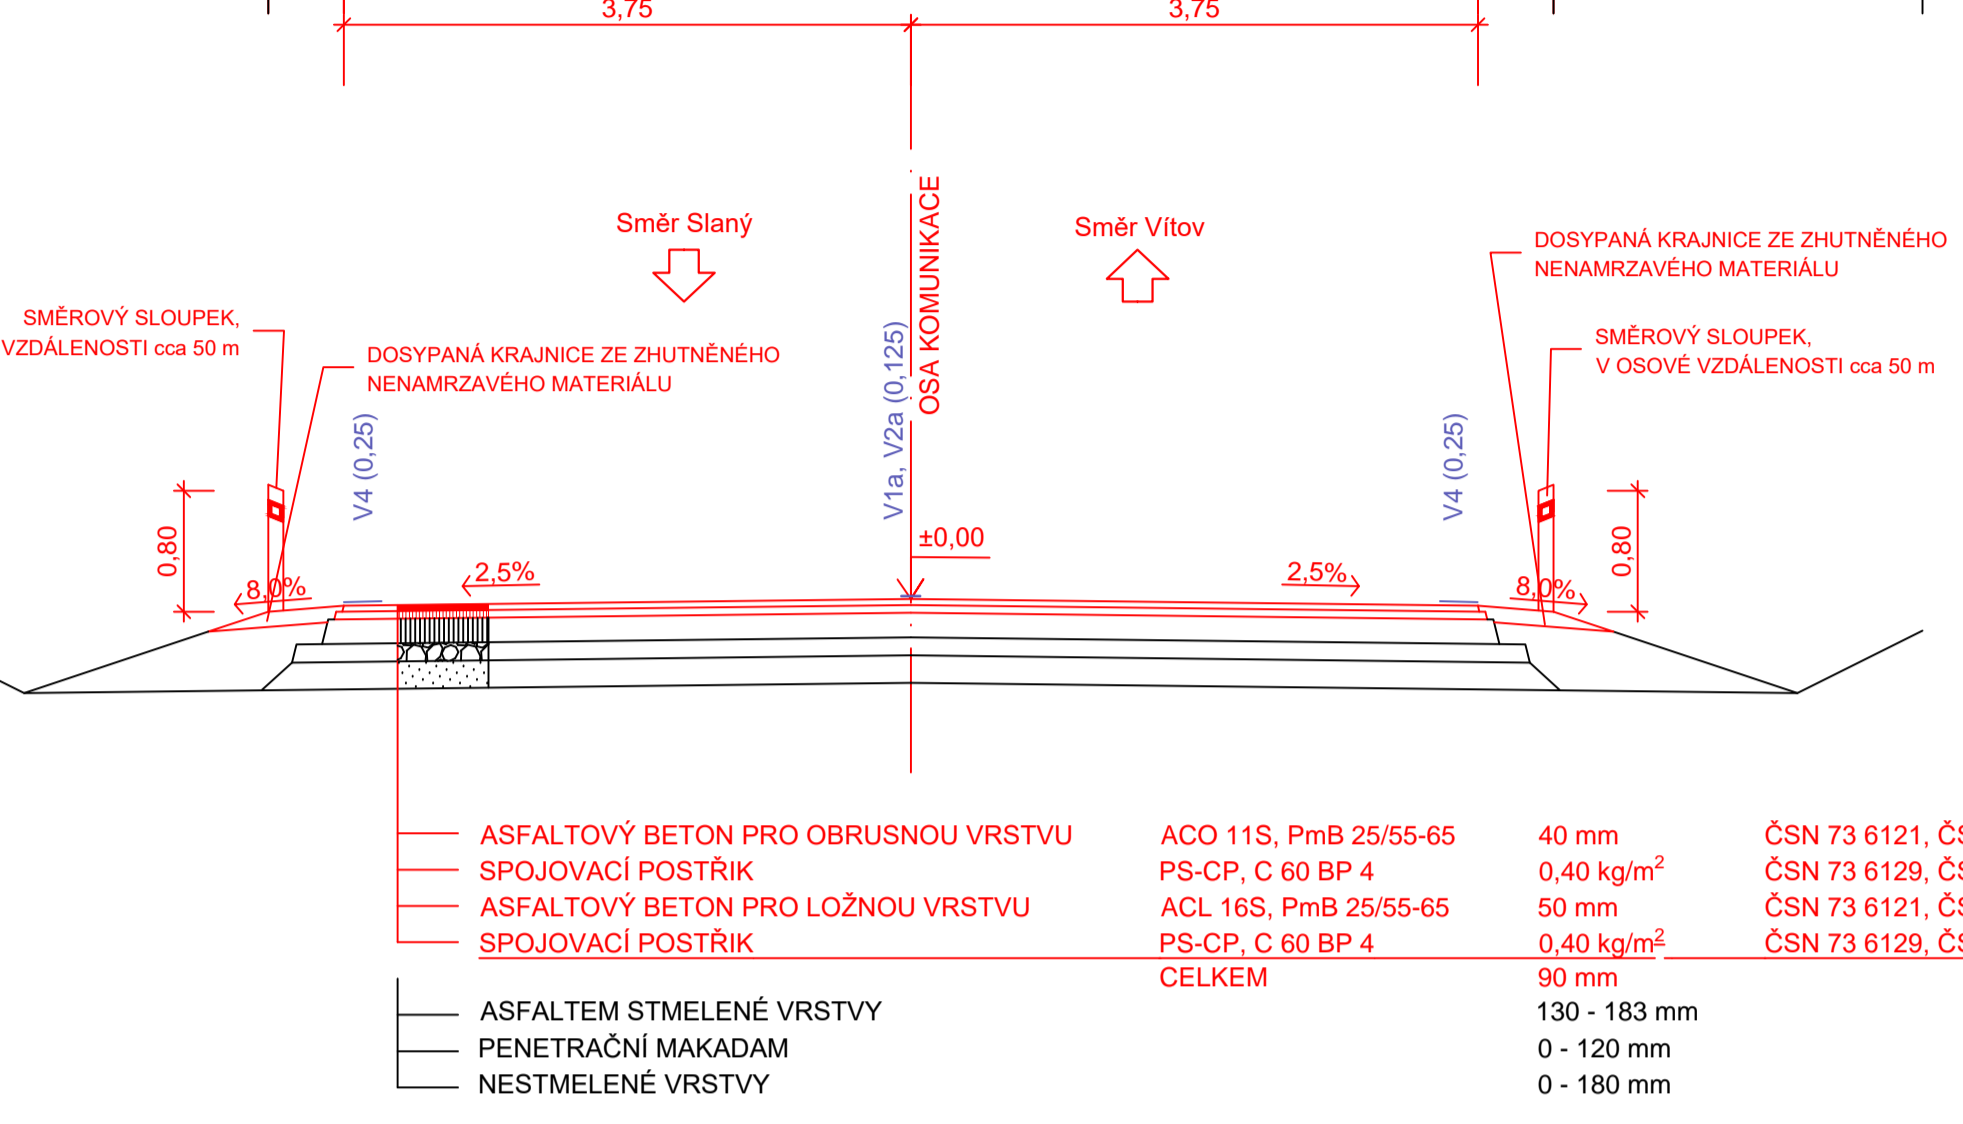 3,75
3,75
OSA KOMUNIKACE
Směr Slaný
Směr Vítov
DOSYPANÁ KRAJNICE ZE ZHUTNĚNÉHO
NENAMRZAVÉHO MATERIÁLU
SMĚROVÝ SLOUPEK,
VZDÁLENOSTI cca 50 m
DOSYPANÁ KRAJNICE ZE ZHUTNĚNÉHO
NENAMRZAVÉHO MATERIÁLU
SMĚROVÝ SLOUPEK,
V OSOVÉ VZDÁLENOSTI cca 50 m
V4 (0,25)
V1a, V2a (0,125)
V4 (0,25)
0,80
±0,00
0,80
8,0%
2,5%
2,5%
8,0%
ASFALTOVÝ BETON PRO OBRUSNOU VRSTVU ACO 11S, PmB 25/55-65 40 mm ČSN 73 6121, ČS
SPOJOVACÍ POSTŘIK PS-CP, C 60 BP 4 0,40 kg/m² ČSN 73 6129, ČS
ASFALTOVÝ BETON PRO LOŽNOU VRSTVU ACL 16S, PmB 25/55-65 50 mm ČSN 73 6121, ČS
SPOJOVACÍ POSTŘIK PS-CP, C 60 BP 4 0,40 kg/m² ČSN 73 6129, ČS
CELKEM 90 mm
ASFALTEM STMELENÉ VRSTVY 130 - 183 mm
PENETRAČNÍ MAKADAM 0 - 120 mm
NESTMELENÉ VRSTVY 0 - 180 mm